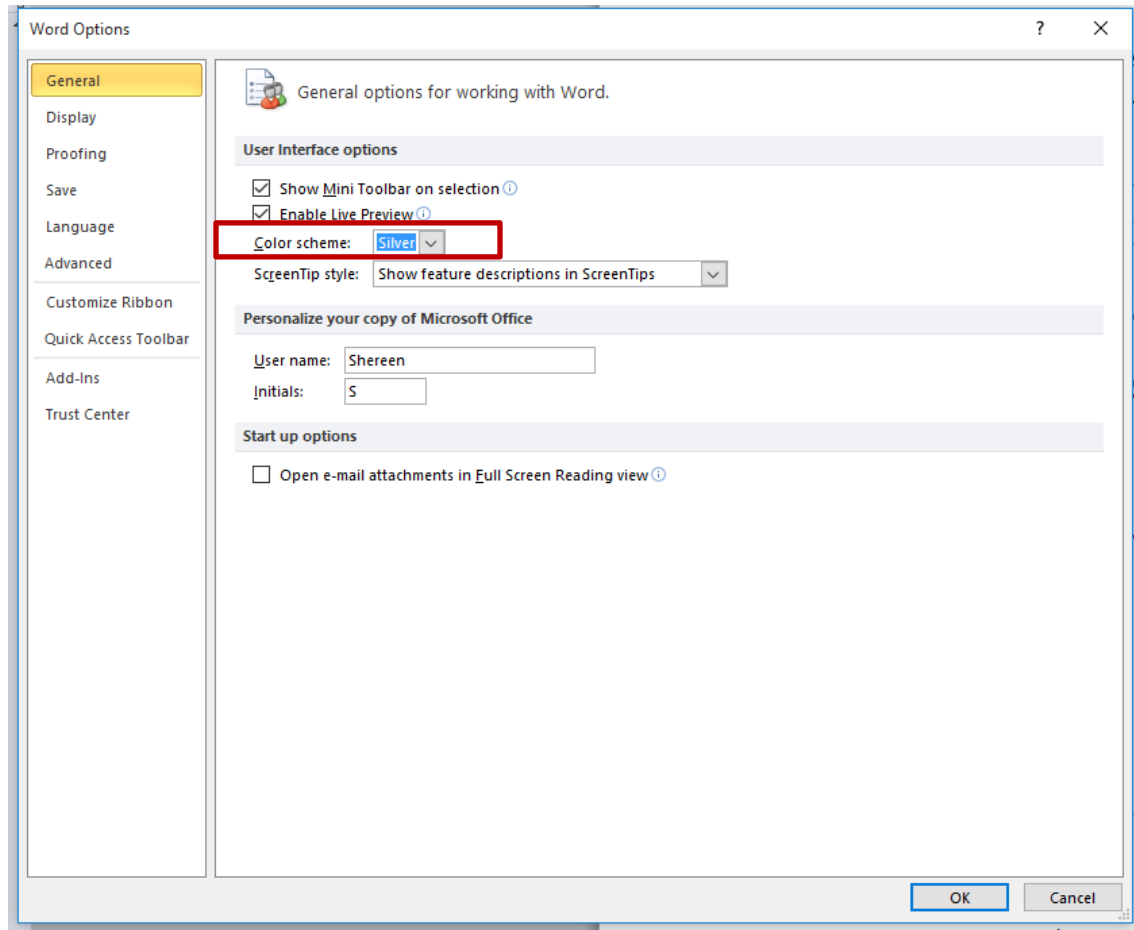 Word Options
?
General
Display
Proofing
Save
Language
Advanced
Customize Ribbon
Quick Access Toolbar
Add-Ins
Trust Center
General options for working with Word.
User Interface options
Show Mini Toolbar on selection
Enable Live Preview
Color scheme: Silver
ScreenTip style: Show feature descriptions in ScreenTips
Personalize your copy of Microsoft Office
User name: Shereen
Initials: S
Start up options
Open e-mail attachments in Full Screen Reading view
OK Cancel